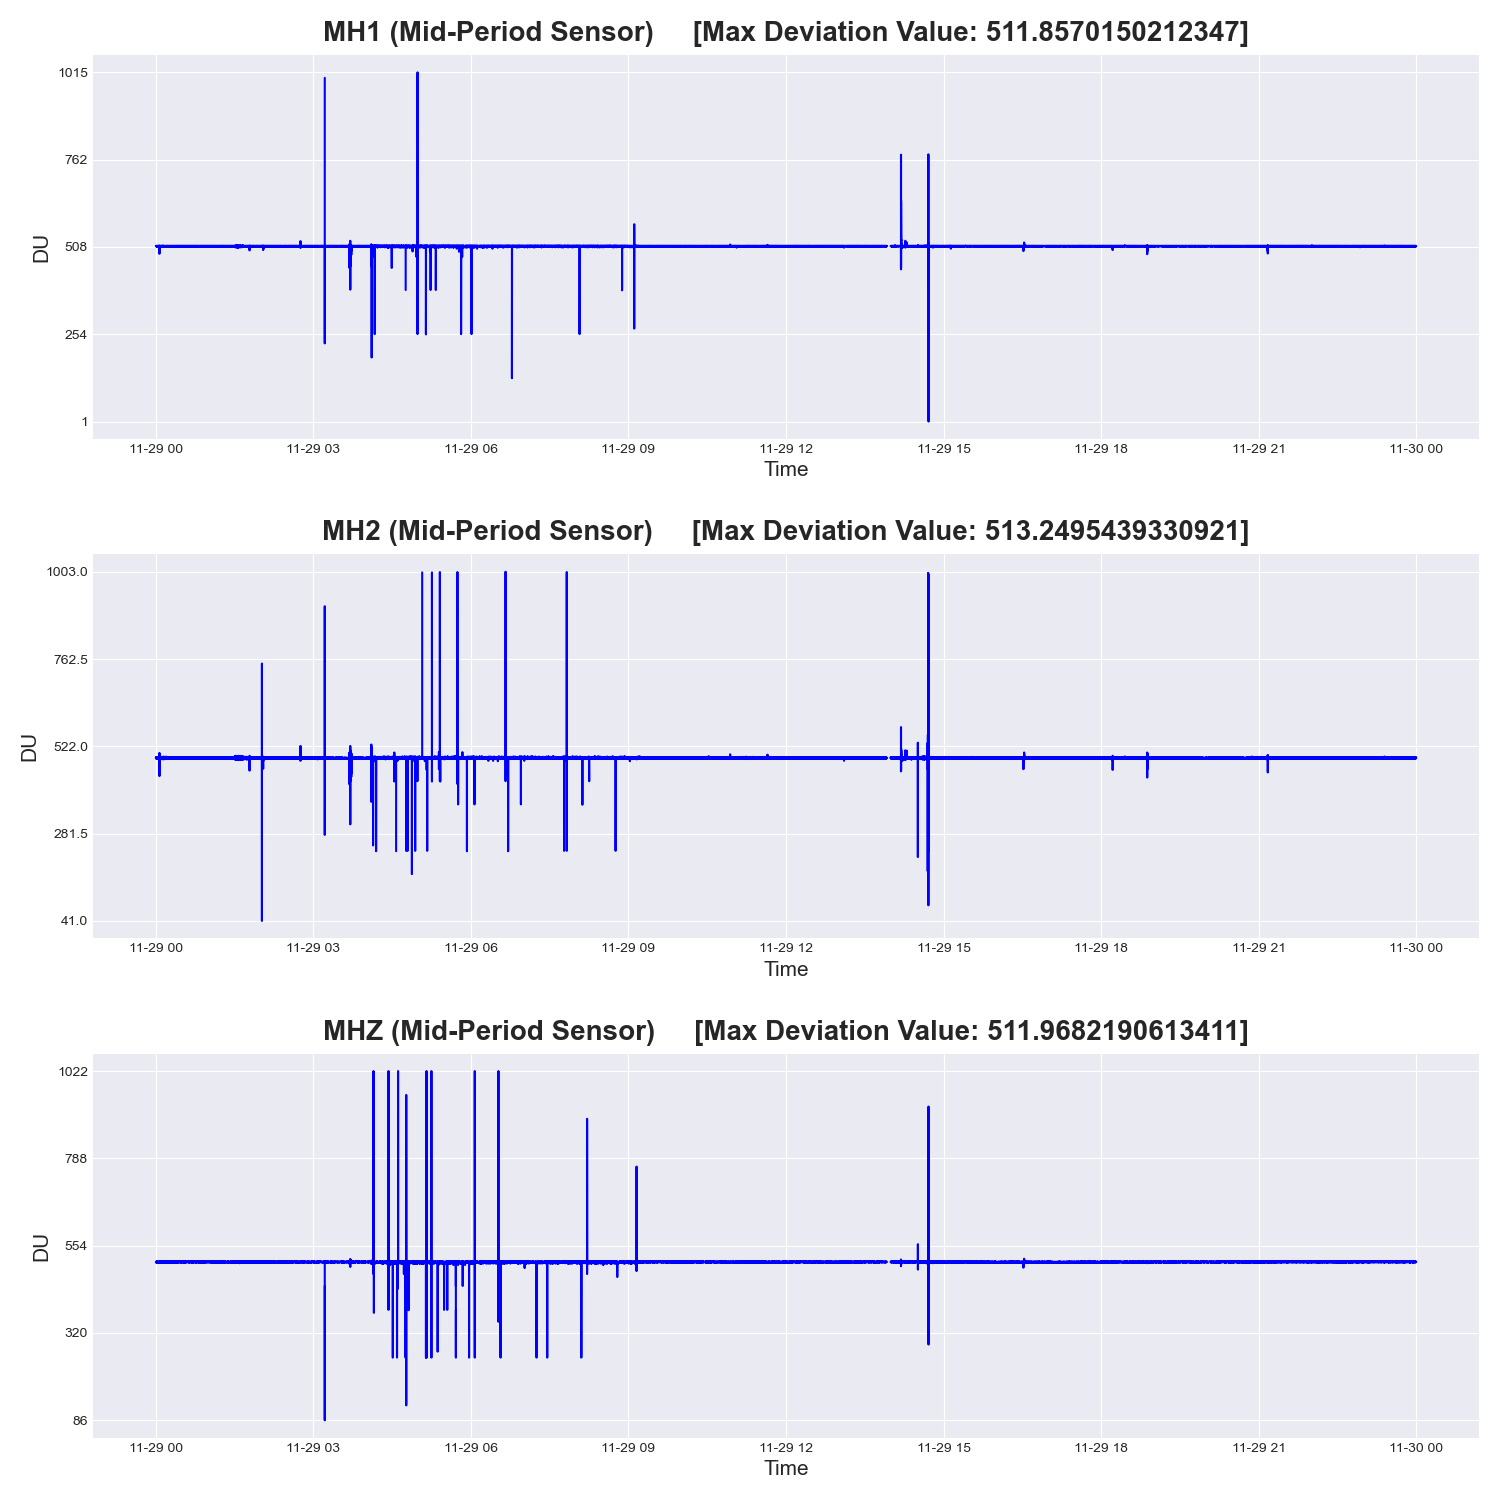 MH1 (Mid-Period Sensor) [Max Deviation Value: 511.8570150212347]
1015
762
508
254
1
DU
11-29 00 11-29 03 11-29 06 11-29 09 11-29 12 11-29 15 11-29 18 11-29 21 11-30 00
Time
MH2 (Mid-Period Sensor) [Max Deviation Value: 513.2495439330921]
1003.0
762.5
522.0
281.5
41.0
DU
11-29 00 11-29 03 11-29 06 11-29 09 11-29 12 11-29 15 11-29 18 11-29 21 11-30 00
Time
MHZ (Mid-Period Sensor) [Max Deviation Value: 511.9682190613411]
1022
788
554
320
86
DU
11-29 00 11-29 03 11-29 06 11-29 09 11-29 12 11-29 15 11-29 18 11-29 21 11-30 00
Time